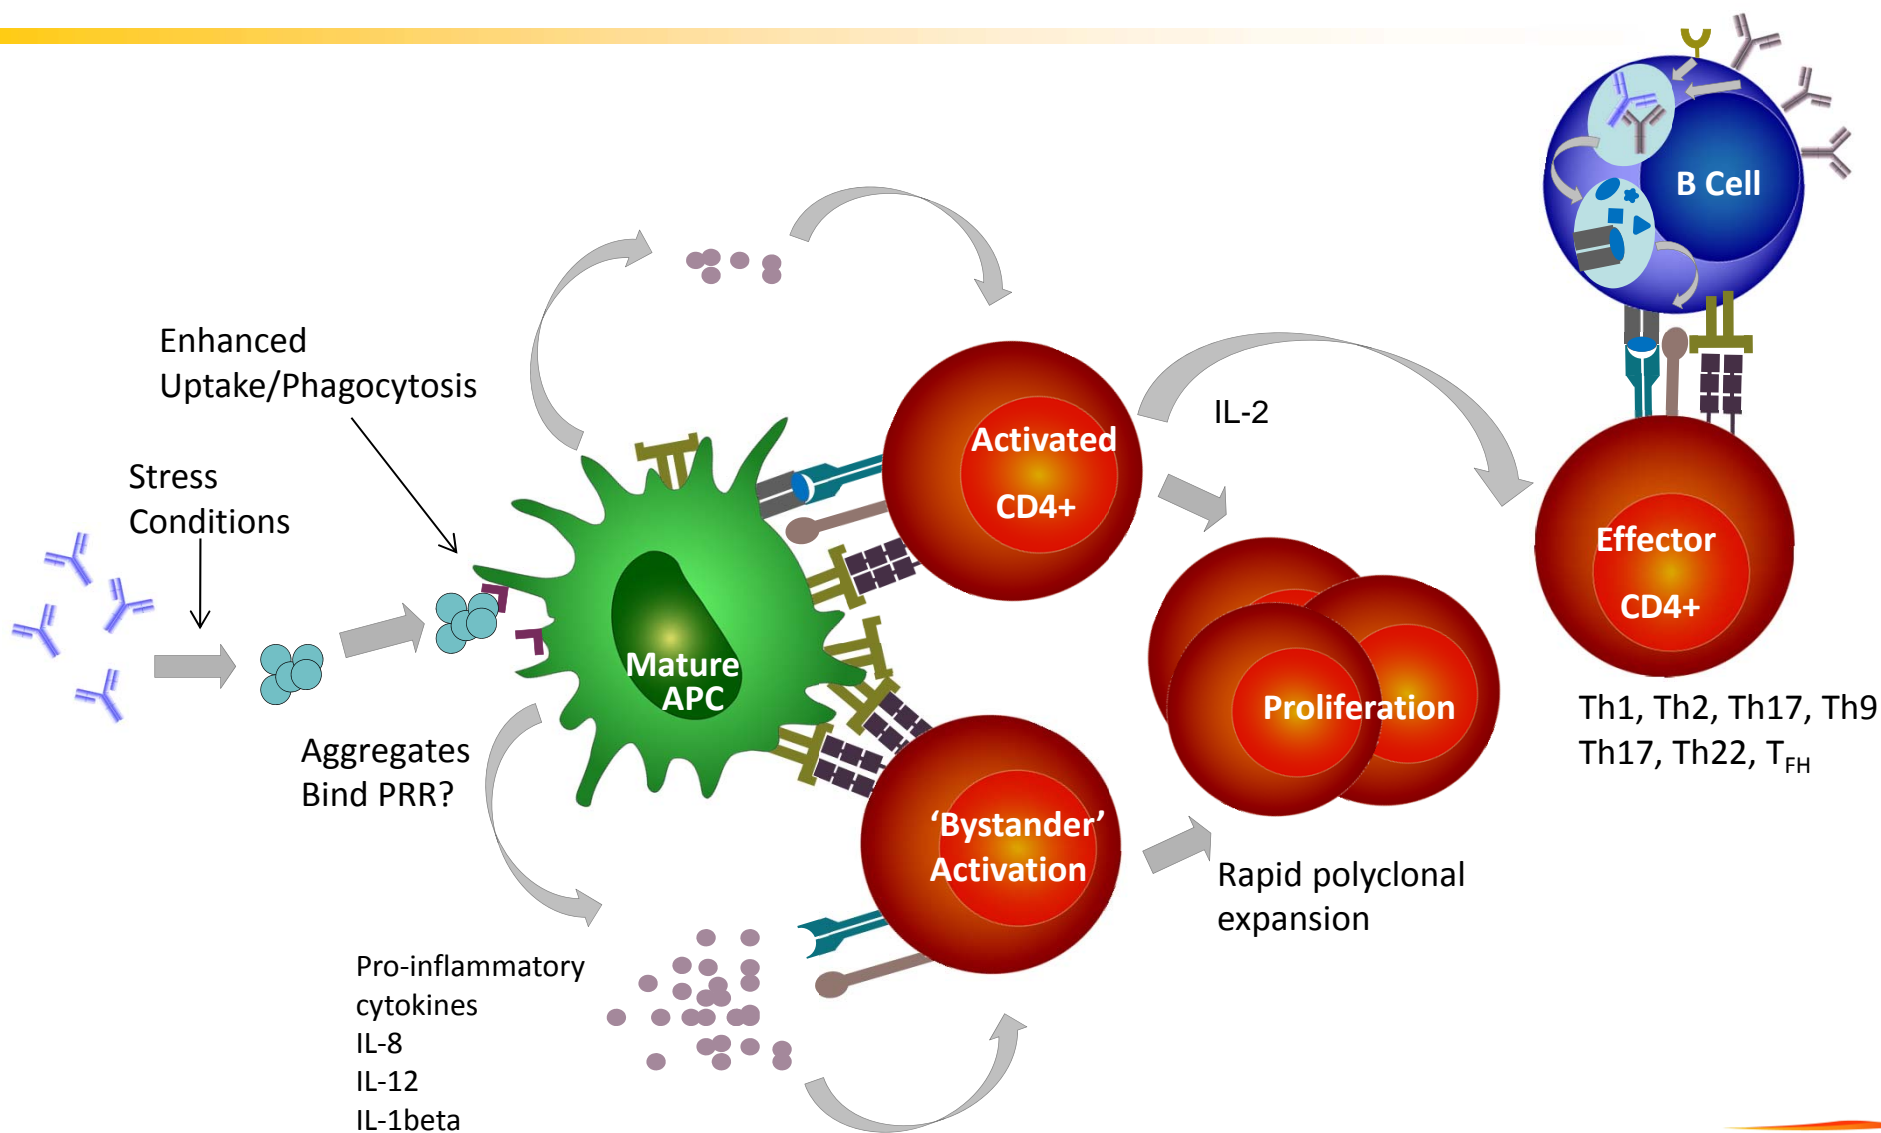 B Cell
Enhanced
Uptake/Phagocytosis
Stress
Conditions
Activated
CD4+
IL-2
Effector
CD4+
Mature
APC
Proliferation
Th1, Th2, Th17, Th9
Th17, Th22, TFH
Aggregates
Bind PRR?
‘Bystander’
Activation
Rapid polyclonal
expansion
Pro-inflammatory
cytokines
IL-8
IL-12
IL-1beta